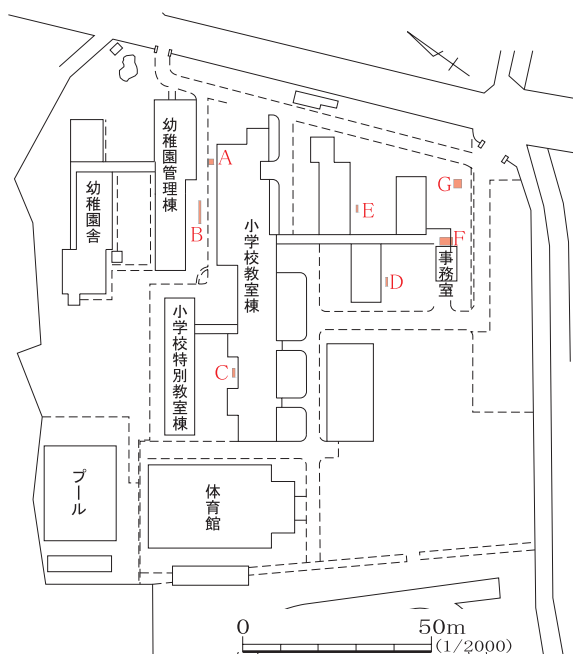 幼稚園管理棟
A
G
幼稚園舎
B
E
小学校教室棟
F
事務室
D
小学校特別教室棟
C
プール
体育館
0 50m
(1/2000)